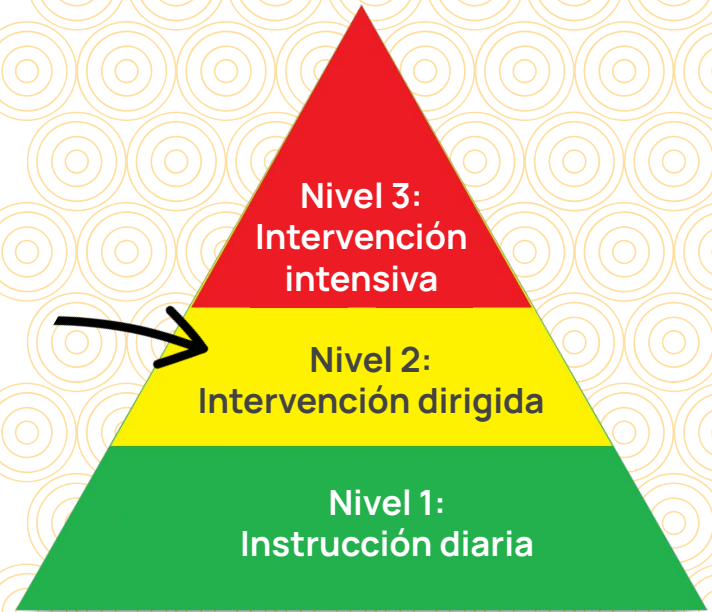 Nivel 3:
Intervención
intensiva
Nivel 2:
Intervención dirigida
Nivel 1:
Instrucción diaria